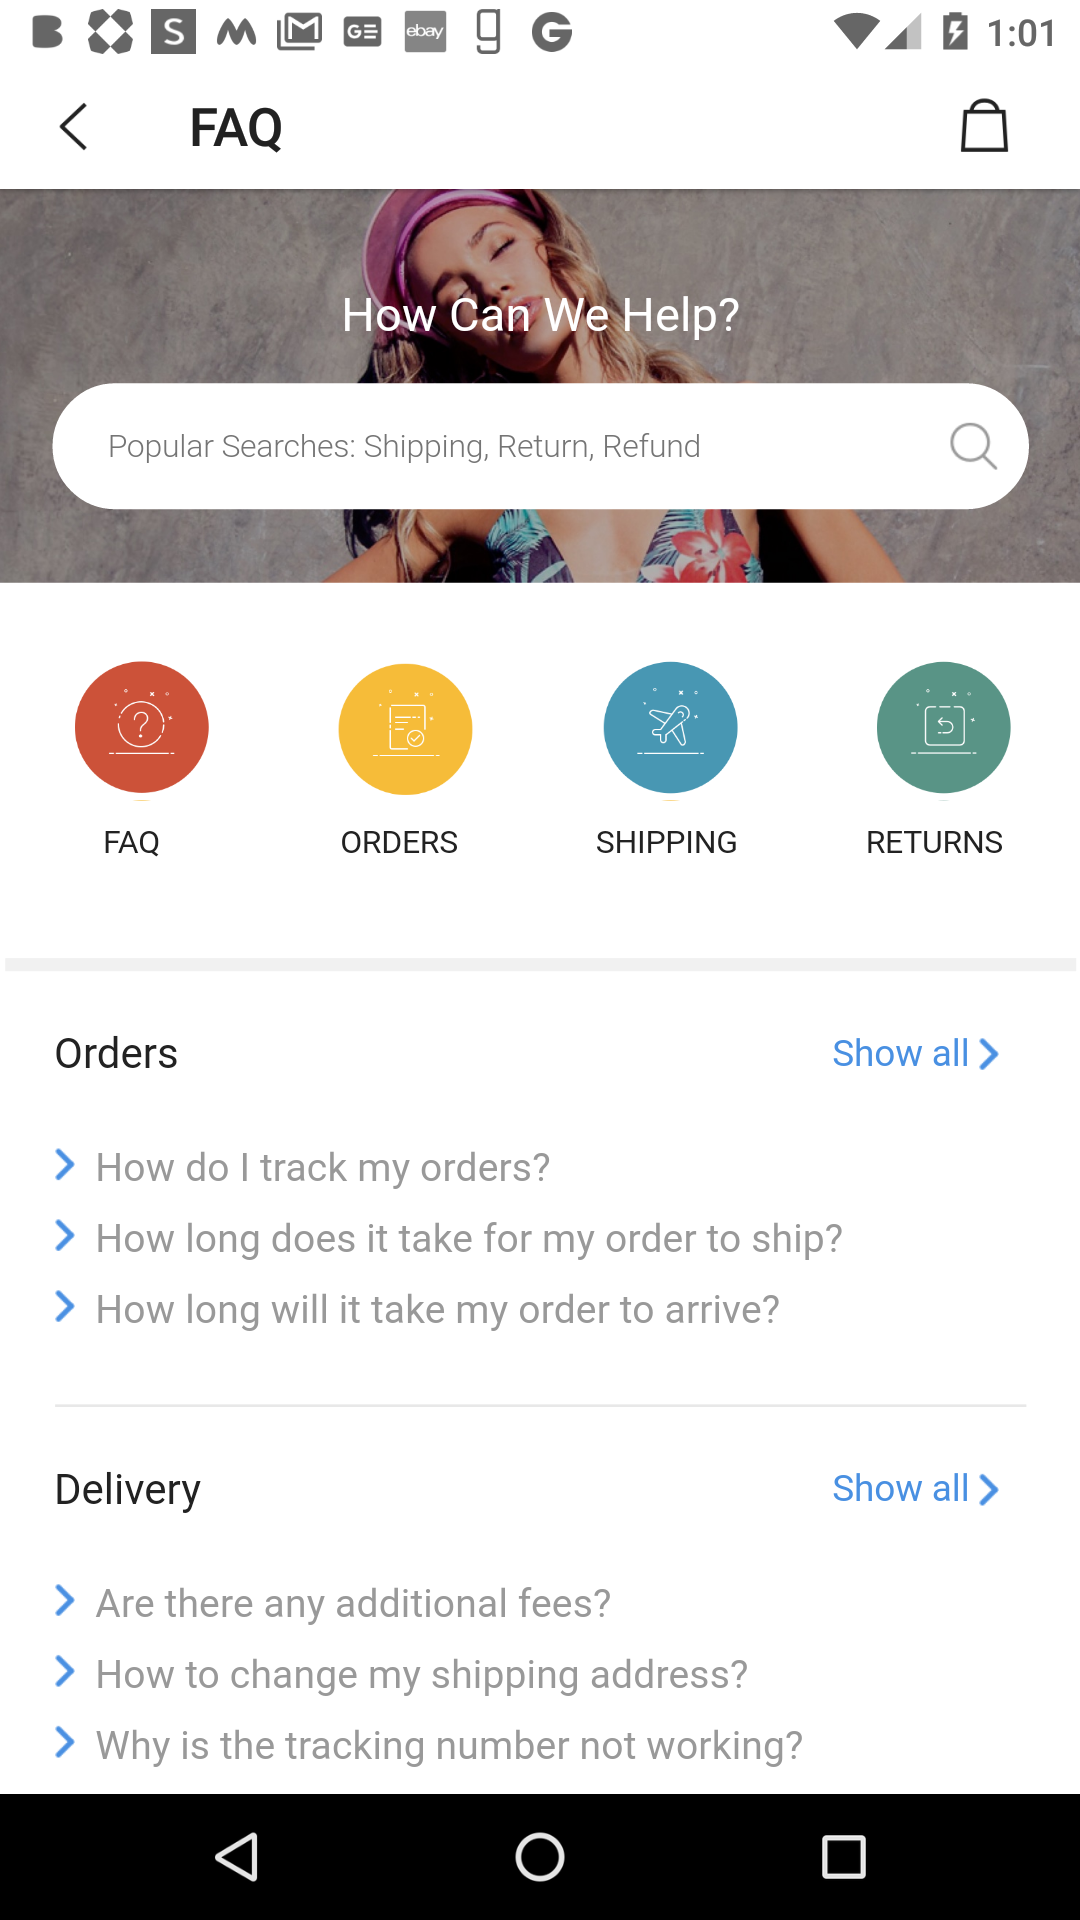 1:01
FAQ
How Can We Help?
Popular Searches: Shipping, Return, Refund
FAQ
ORDERS
SHIPPING
RETURNS
Orders
Show all
How do I track my orders?
How long does it take for my order to ship?
How long will it take my order to arrive?
Delivery
Show all
Are there any additional fees?
How to change my shipping address?
Why is the tracking number not working?